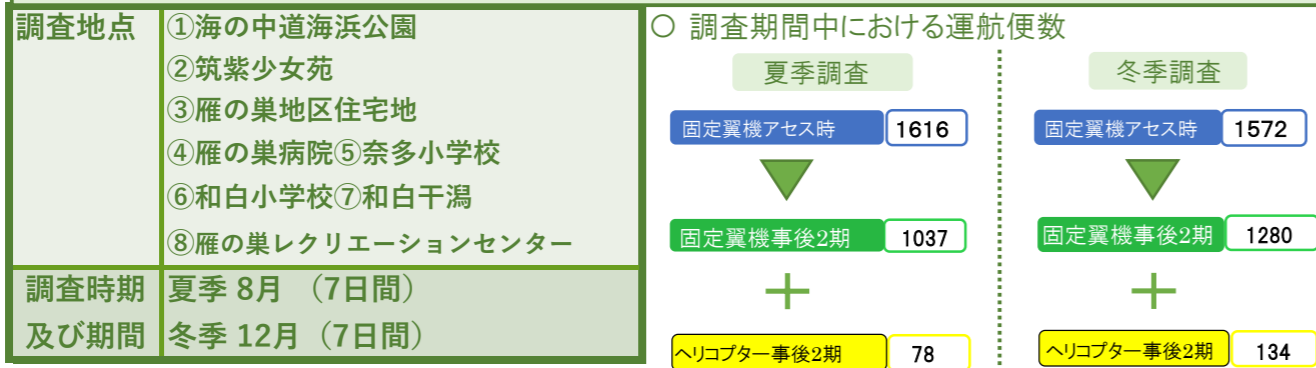 調査地点
①海の中道海浜公園
②筑紫少女苑
③雁の巣地区住宅地
④雁の巣病院⑤奈多小学校
⑥和白小学校⑦和白干潟
⑧雁の巣レクリエーションセンター
調査時期
及び期間
夏季 8月 （7日間）
冬季 12月（7日間）
○ 調査期間中における運航便数
夏季調査
固定翼機アセス時 1616
固定翼機事後2期 1037
＋
ヘリコプター事後2期 78
冬季調査
固定翼機アセス時 1572
固定翼機事後2期 1280
＋
ヘリコプター事後2期 134